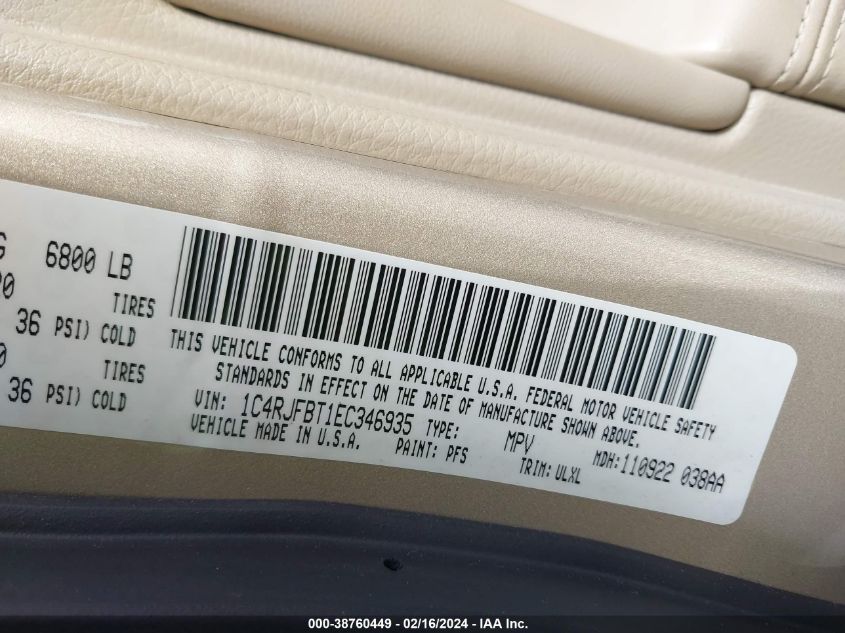 G 6800 LB
20 TIRES
36 PSI) COLD
0 TIRES
36 PSI) COLD
THIS VEHICLE CONFORMS TO ALL APPLICABLE U.S.A. FEDERAL MOTOR VEHICLE SAFETY
STANDARDS IN EFFECT ON THE DATE OF MANUFACTURE SHOWN ABOVE.
VIN: 1C4RJFBT1EC346935 TYPE: MPV MDH:110922 038AA
VEHICLE MADE IN U.S.A. PAINT: PFS TRIM: ULXL
000-38760449 - 02/16/2024 - IAA Inc.